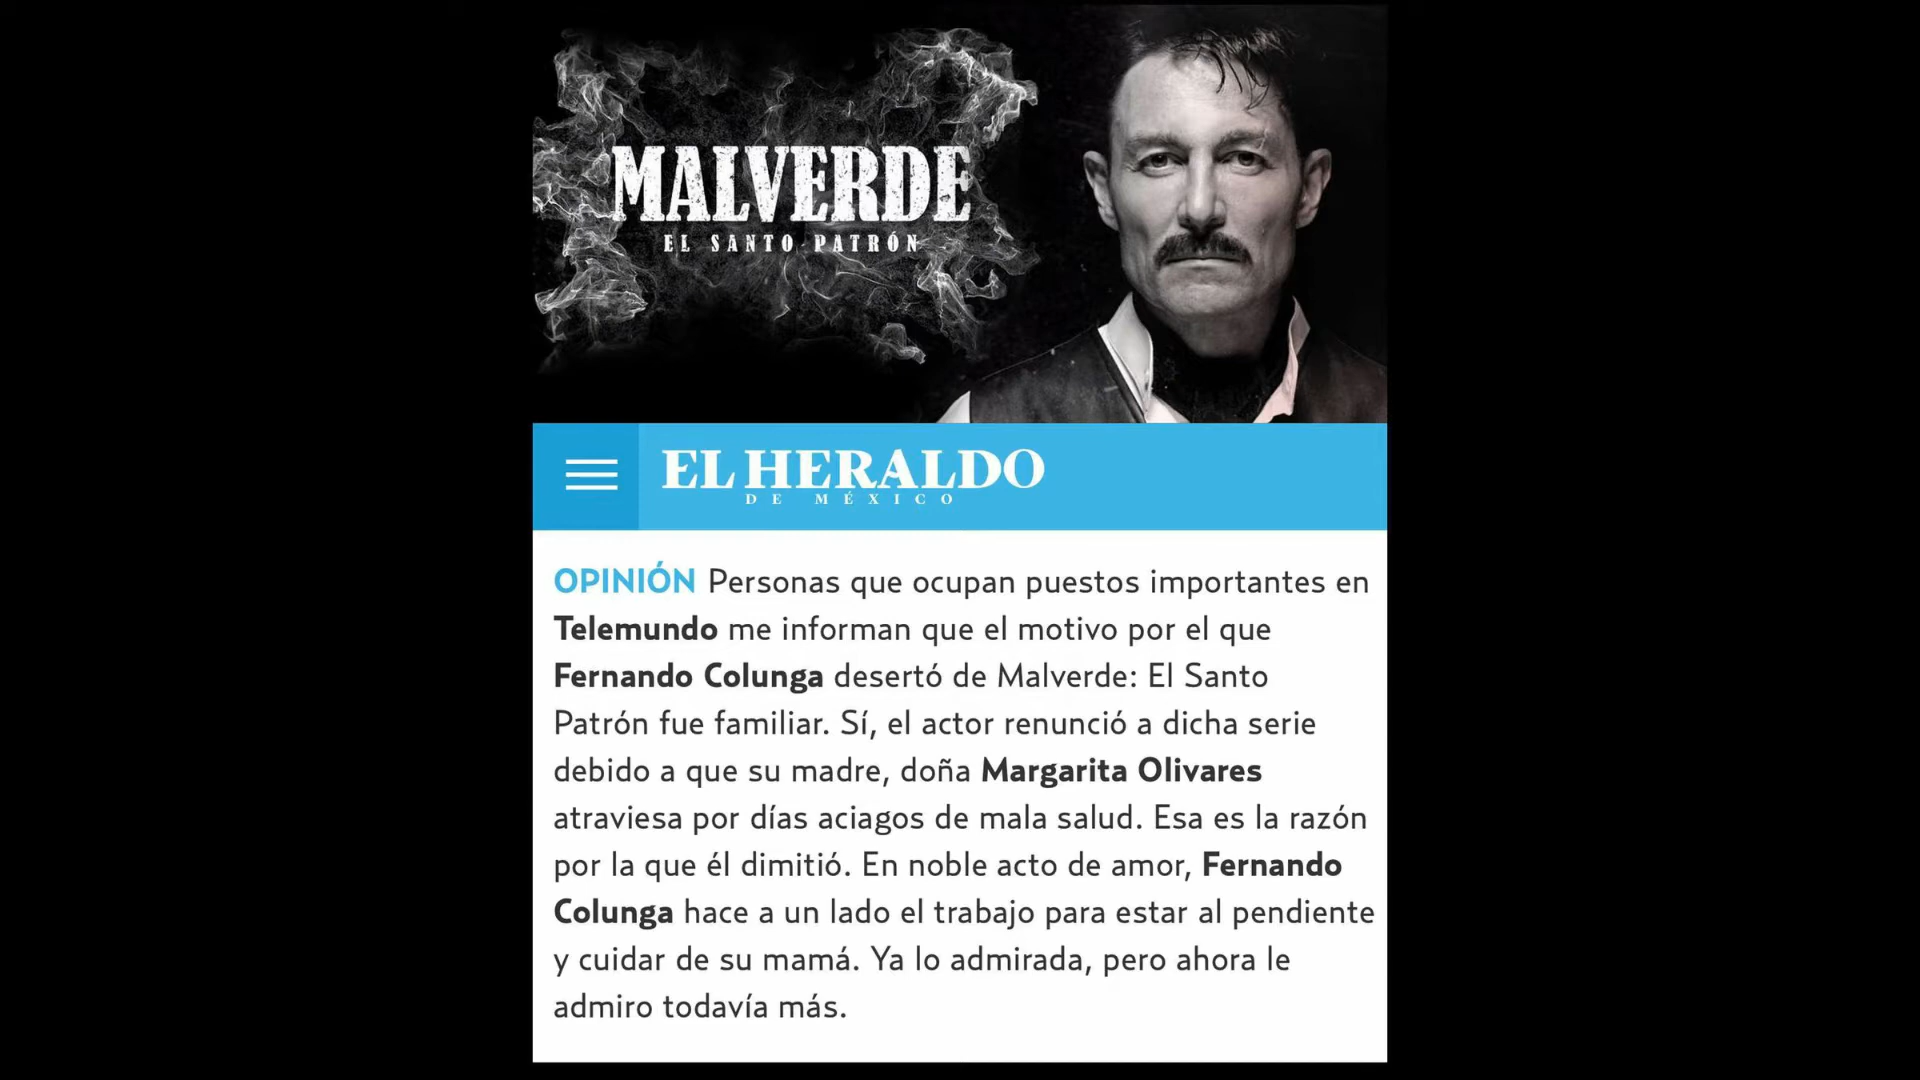 MALVERDE
EL SANTO PATRÓN
EL HERALDO
DE MÉXICO
OPINIÓN Personas que ocupan puestos importantes en
Telemundo me informan que el motivo por el que
Fernando Colunga desertó de Malverde: El Santo
Patrón fue familiar. Sí, el actor renunció a dicha serie
debido a que su madre, doña Margarita Olivares
atraviesa por días aciagos de mala salud. Esa es la razón
por la que él dimitió. En noble acto de amor, Fernando
Colunga hace a un lado el trabajo para estar al pendiente
y cuidar de su mamá. Ya lo admirada, pero ahora le
admiro todavía más.